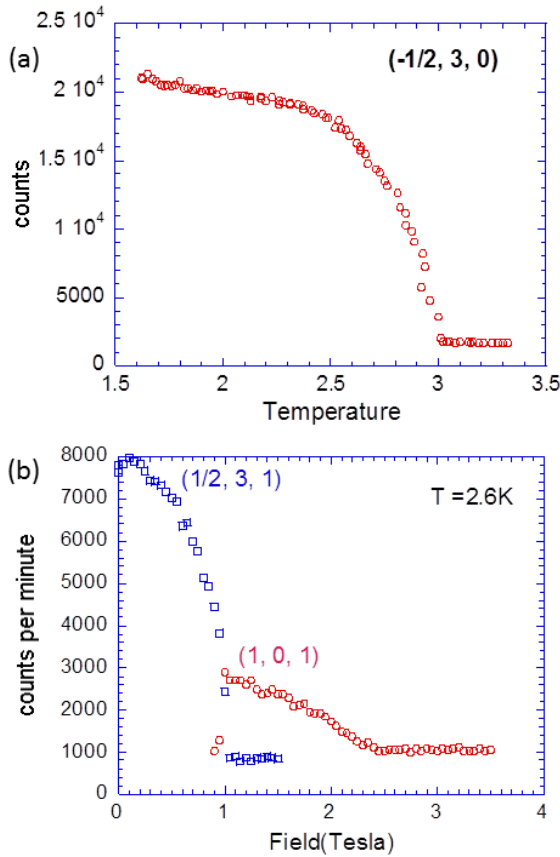 (a)
(-1/2, 3, 0)
2.5 10⁴
2 10⁴
1.5 10⁴
1 10⁴
5000
0
counts
1.5 2 2.5 3 3.5
Temperature
(b)
(1/2, 3, 1)
T =2.6K
(1, 0, 1)
8000
7000
6000
5000
4000
3000
2000
1000
0
counts per minute
0 1 2 3 4
Field(Tesla)